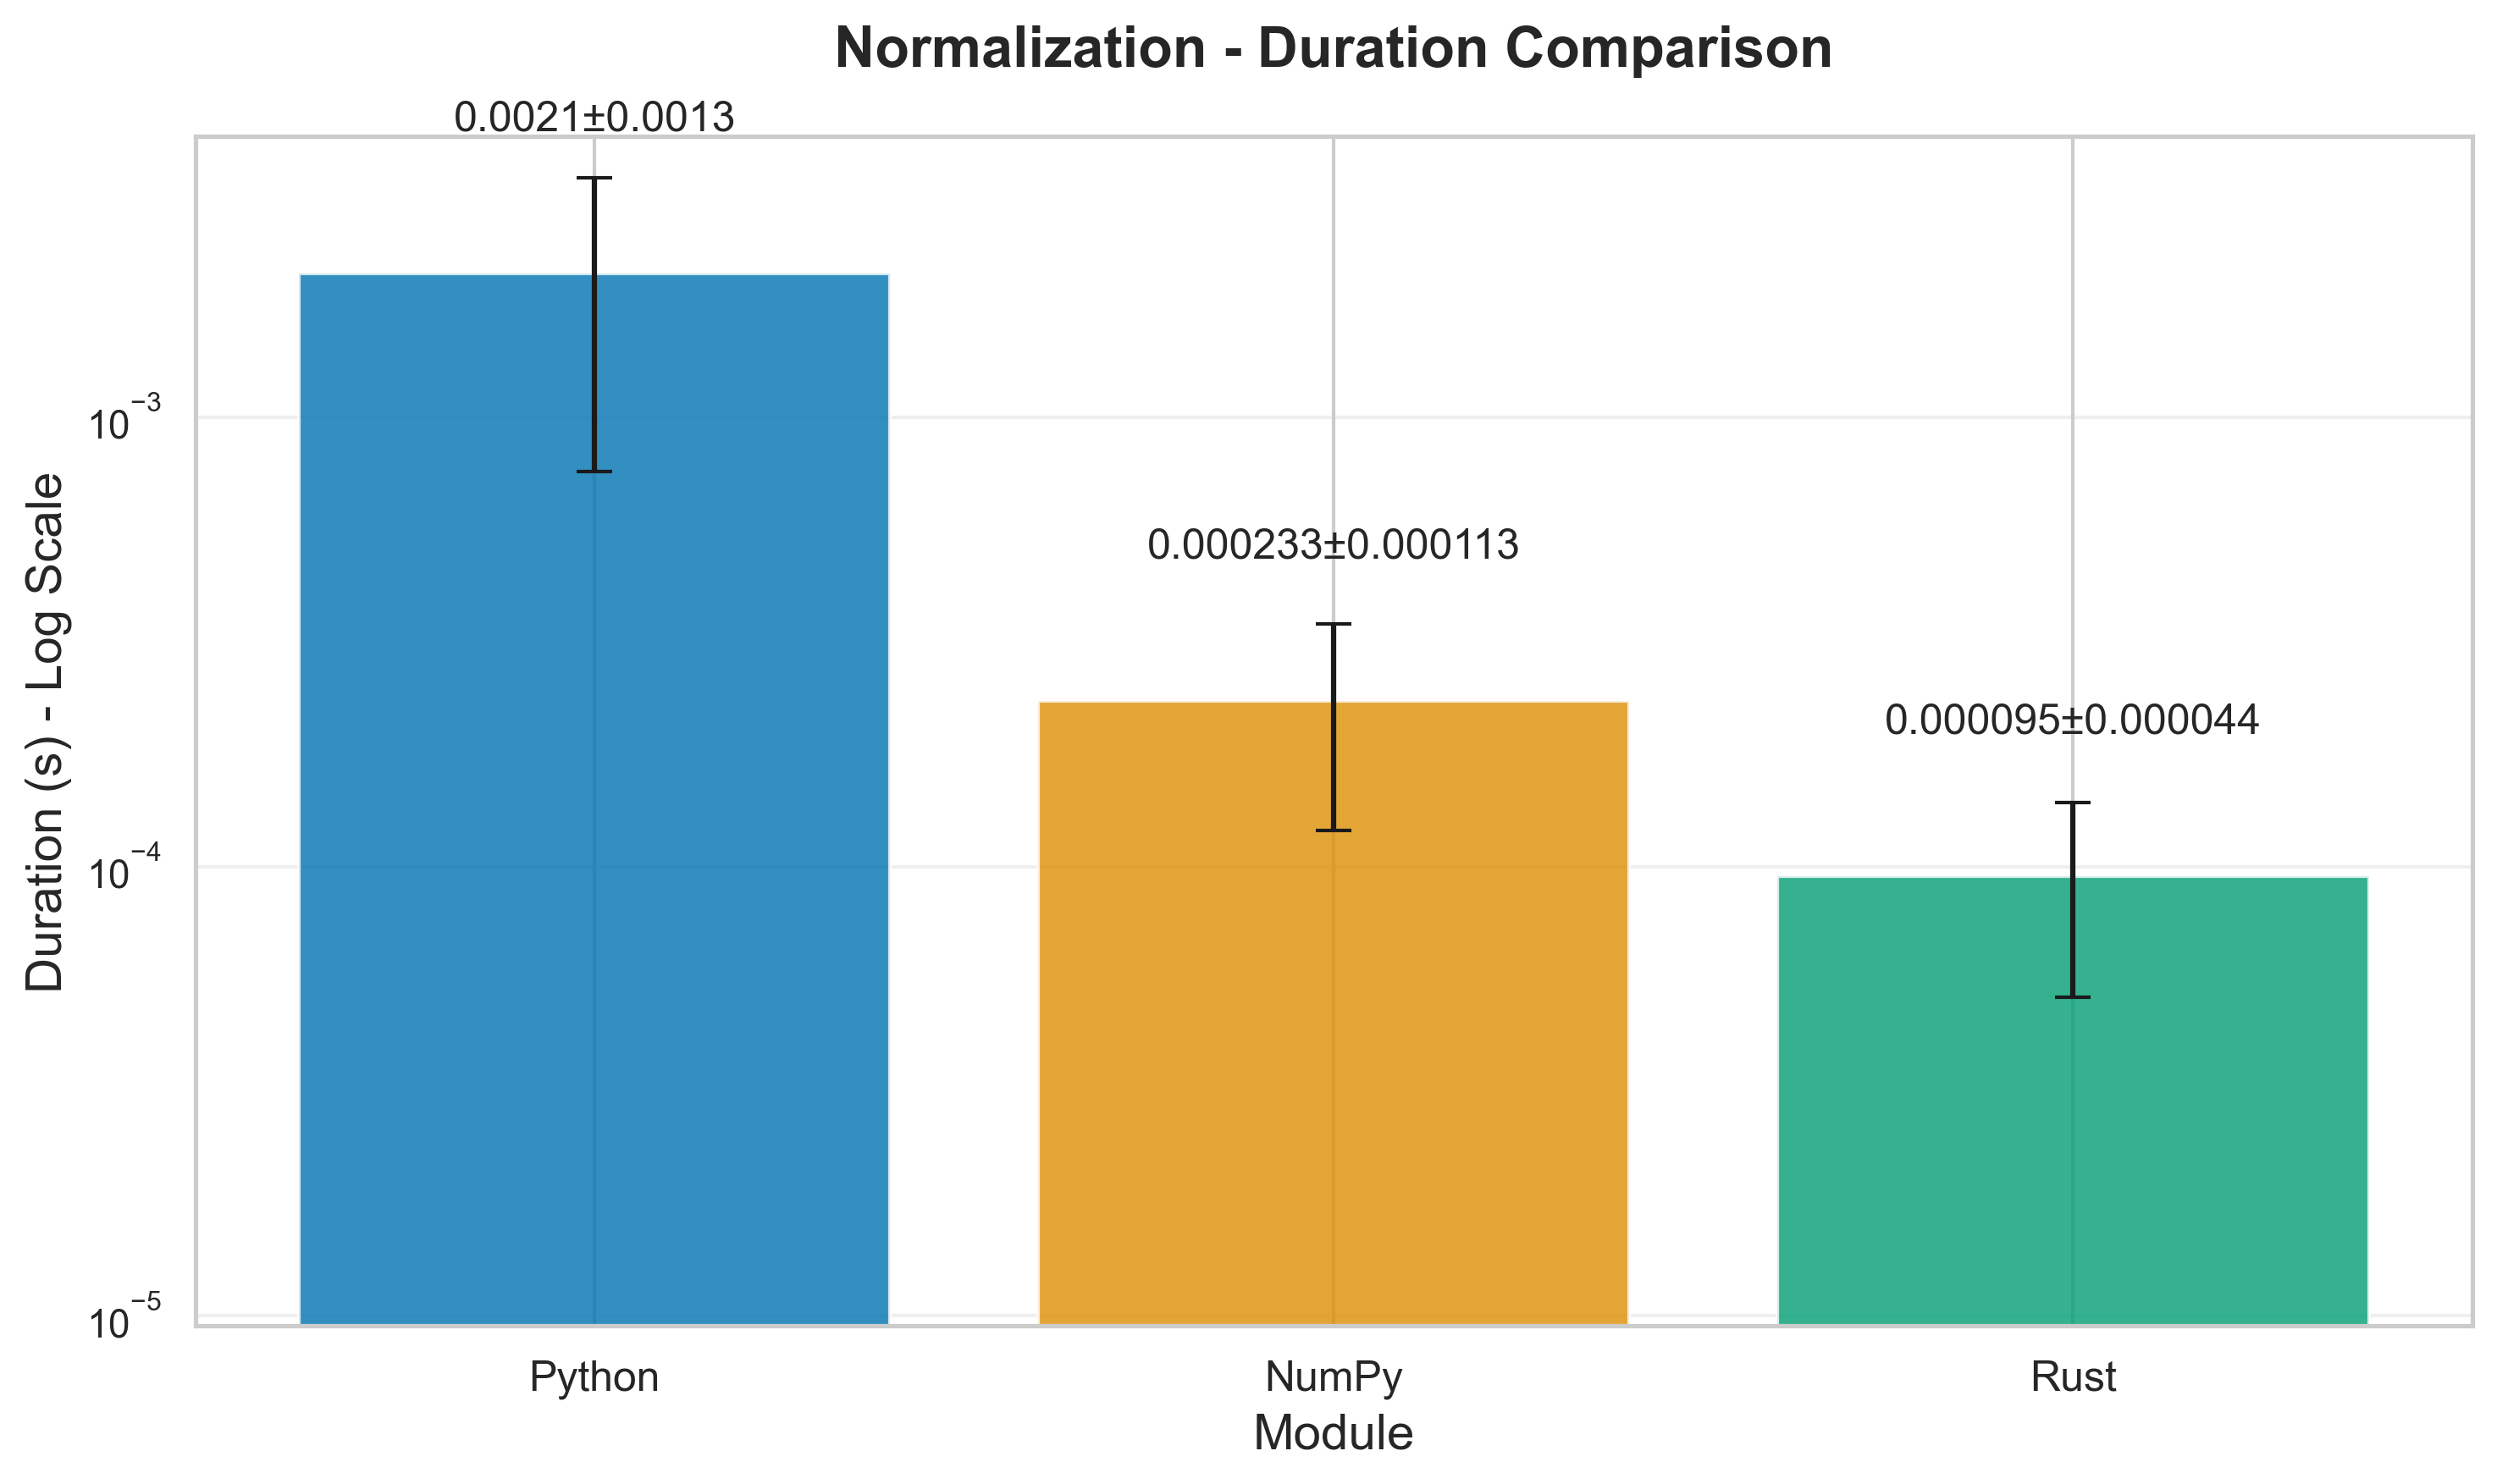 Normalization - Duration Comparison
0.0021±0.0013
0.000233±0.000113
0.000095±0.000044
Duration (s) - Log Scale
10⁻³
10⁻⁴
10⁻⁵
Python
NumPy
Rust
Module